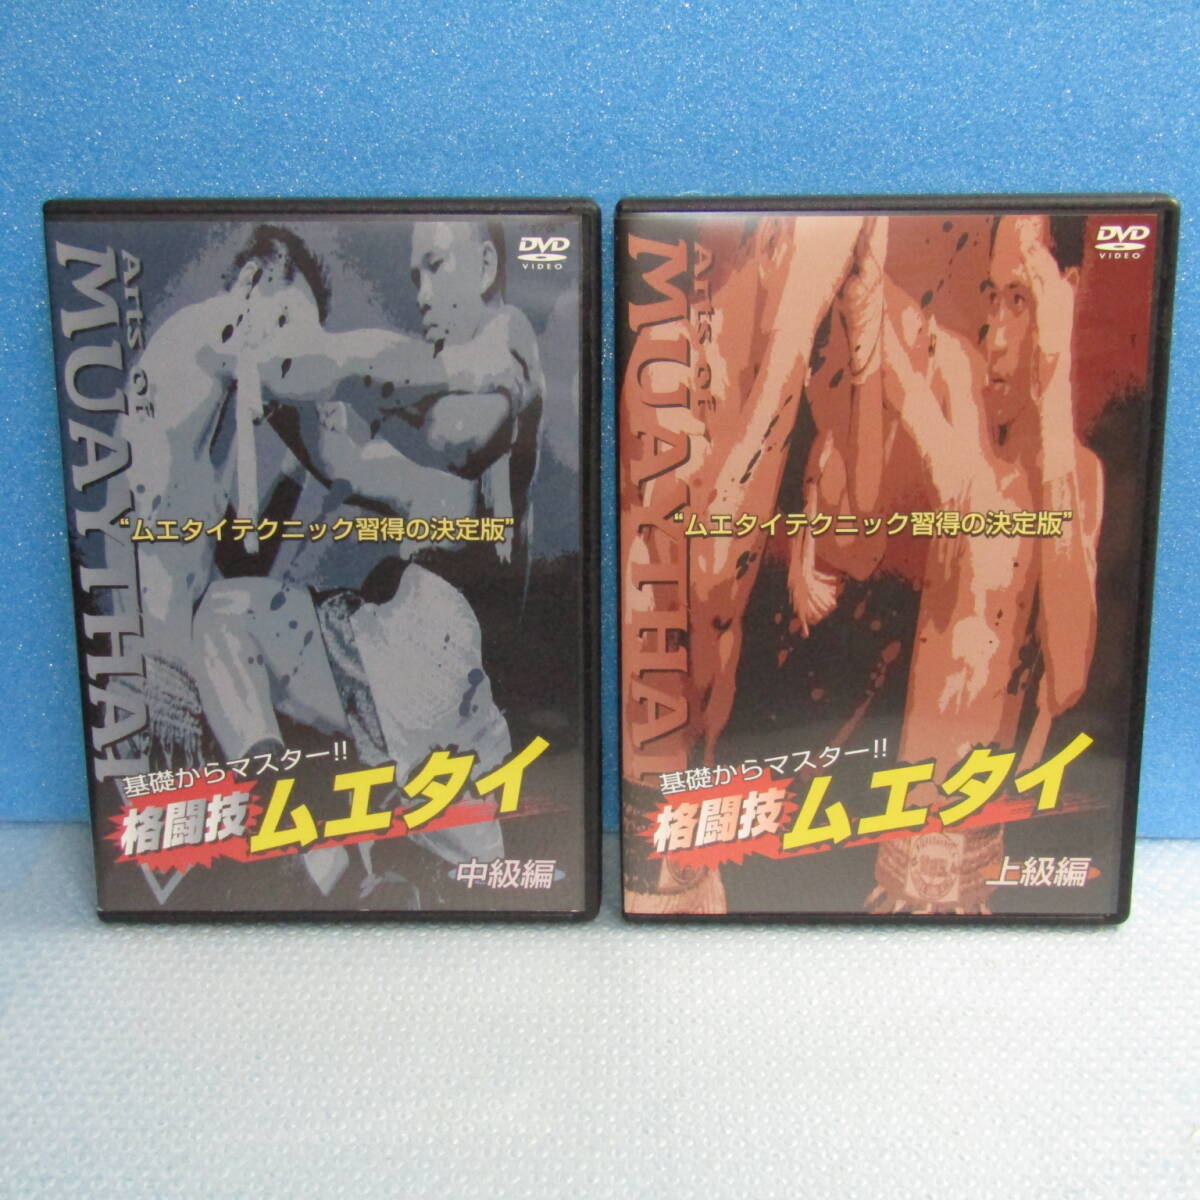 DVD
VIDEO
Arts of
MUAYTHAI
“ムエタイテクニック習得の決定版”
基礎からマスター!!
格闘技 ムエタイ
中級編
DVD
VIDEO
Arts of
MUAYTHAI
“ムエタイテクニック習得の決定版”
基礎からマスター!!
格闘技 ムエタイ
上級編